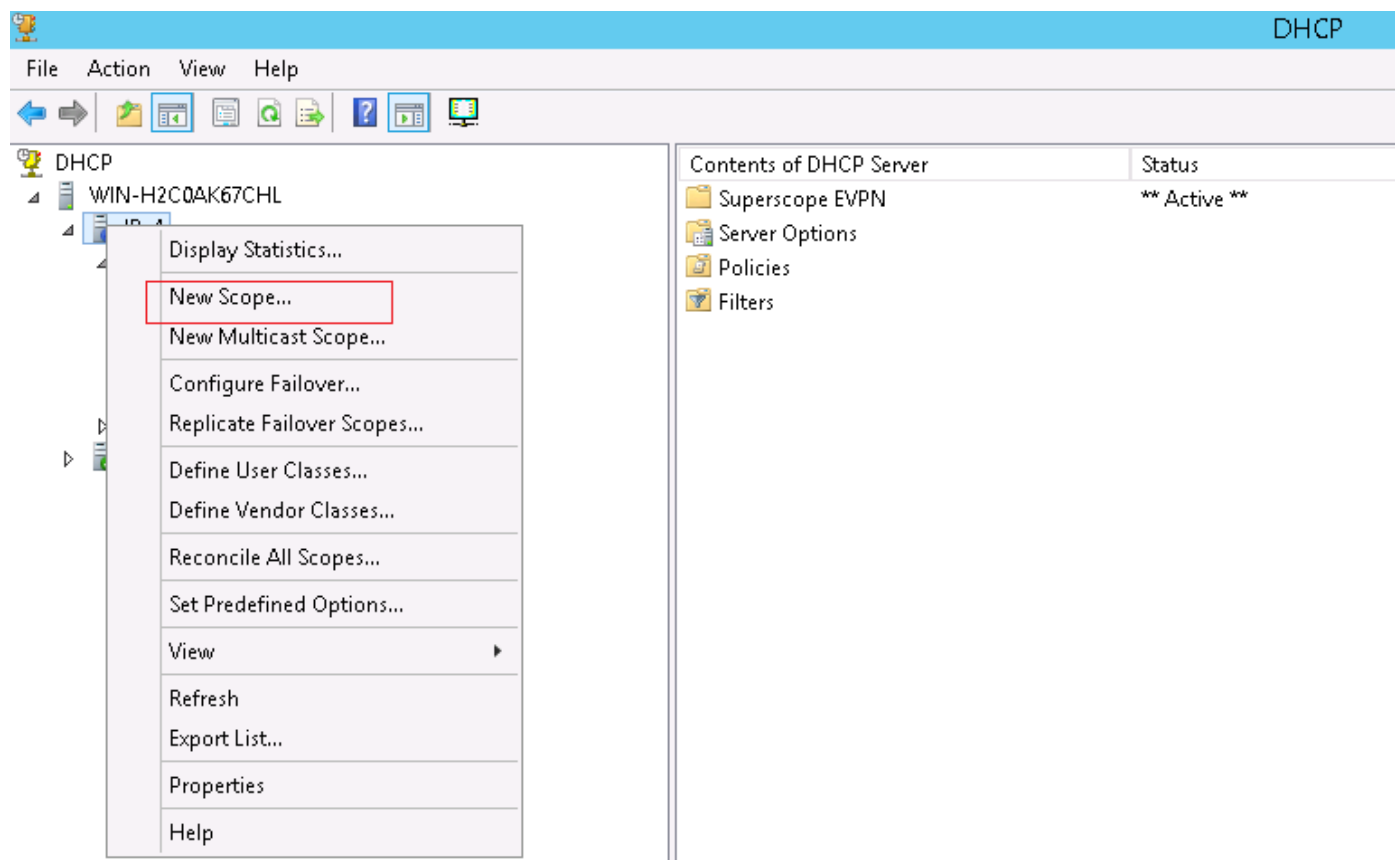 DHCP
File Action View Help
DHCP
WIN-H2C0AK67CHL
Display Statistics...
New Scope...
New Multicast Scope...
Configure Failover...
Replicate Failover Scopes...
Define User Classes...
Define Vendor Classes...
Reconcile All Scopes...
Set Predefined Options...
View
Refresh
Export List...
Properties
Help
Contents of DHCP Server Status
Superscope EVPN ** Active **
Server Options
Policies
Filters